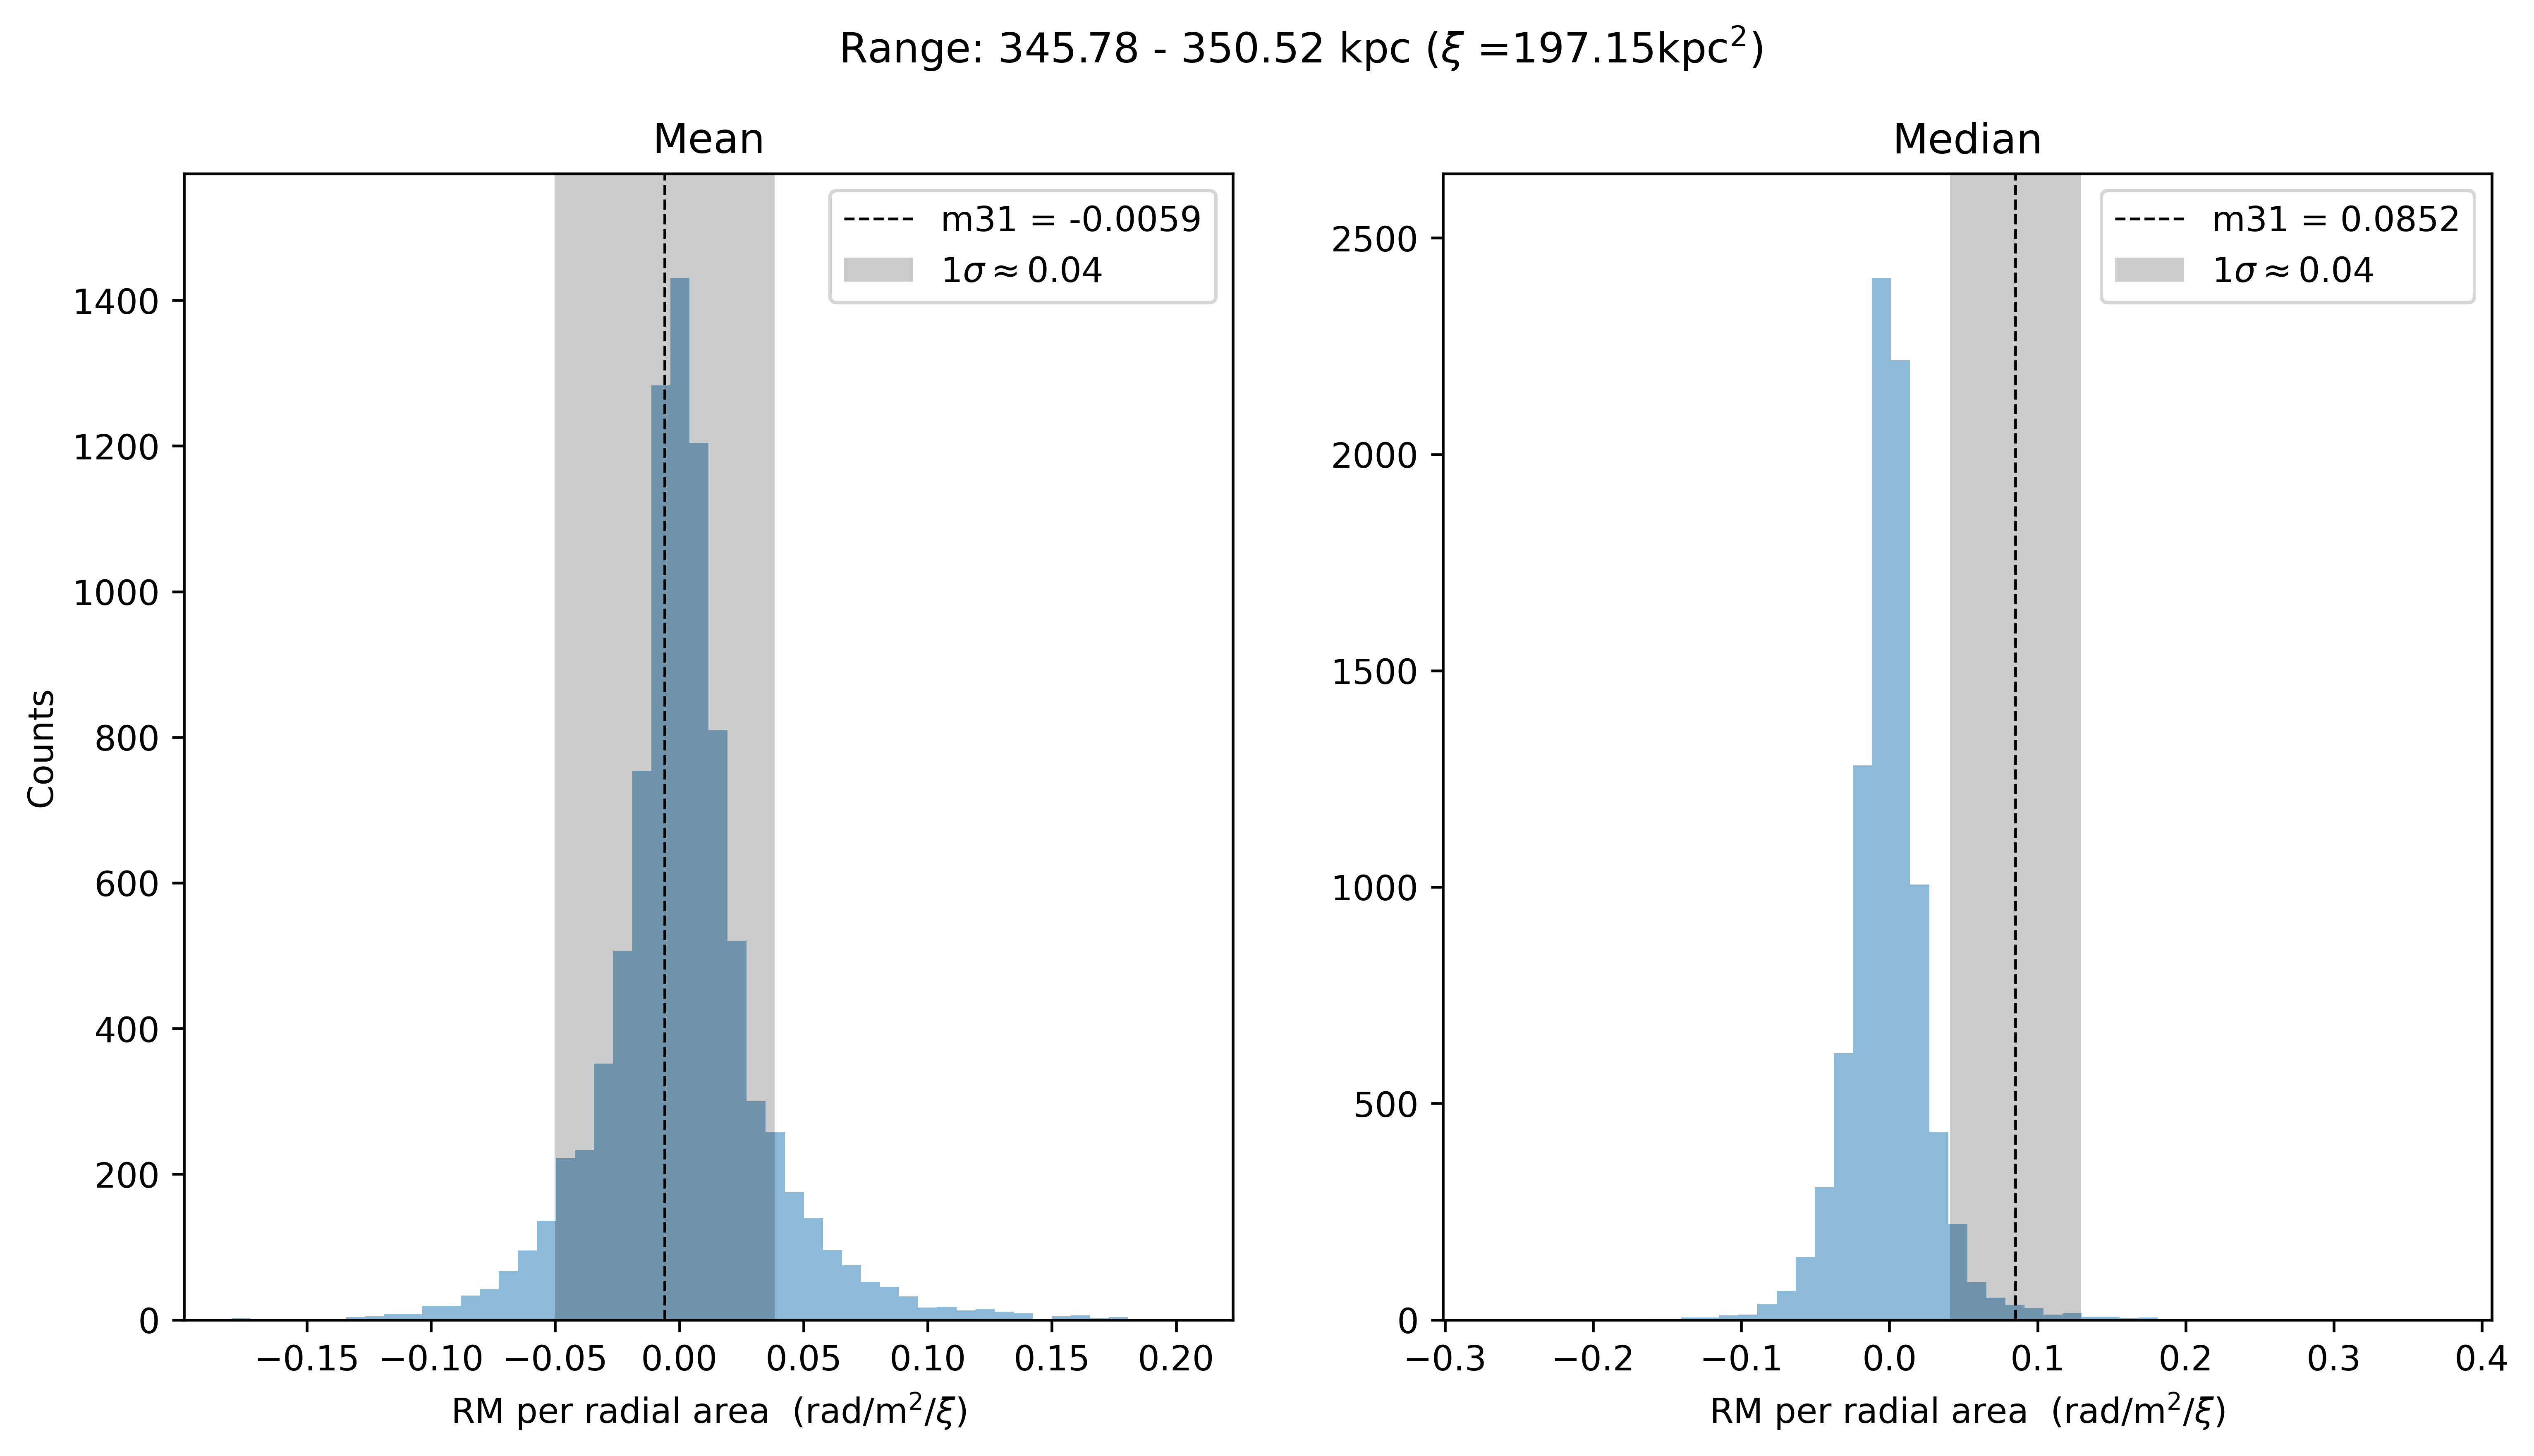 Range: 345.78 - 350.52 kpc (ξ =197.15kpc²)
Mean
m31 = -0.0059
1σ ≈ 0.04
Counts
1400
1200
1000
800
600
400
200
0
−0.15 −0.10 −0.05 0.00 0.05 0.10 0.15 0.20
RM per radial area (rad/m²/ξ)
Median
m31 = 0.0852
1σ ≈ 0.04
2500
2000
1500
1000
500
0
−0.3 −0.2 −0.1 0.0 0.1 0.2 0.3 0.4
RM per radial area (rad/m²/ξ)